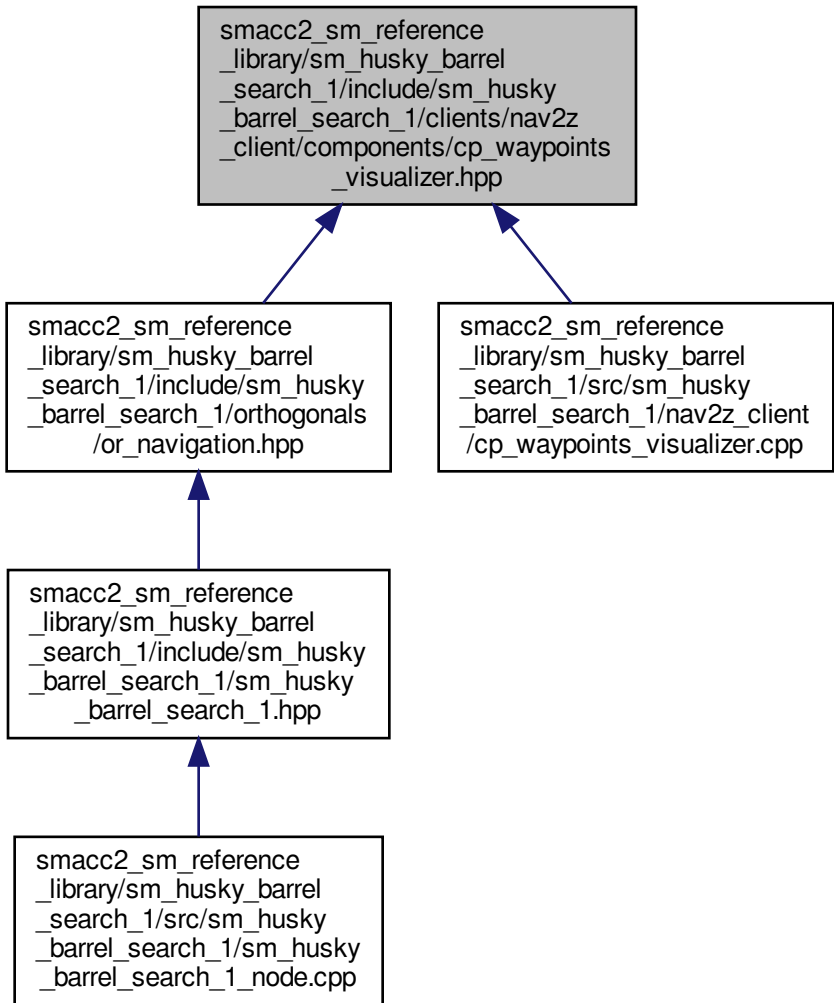 smacc2_sm_reference
_library/sm_husky_barrel
_search_1/include/sm_husky
_barrel_search_1/clients/nav2z
_client/components/cp_waypoints
_visualizer.hpp
smacc2_sm_reference
_library/sm_husky_barrel
_search_1/include/sm_husky
_barrel_search_1/orthogonals
/or_navigation.hpp
smacc2_sm_reference
_library/sm_husky_barrel
_search_1/src/sm_husky
_barrel_search_1/nav2z_client
/cp_waypoints_visualizer.cpp
smacc2_sm_reference
_library/sm_husky_barrel
_search_1/include/sm_husky
_barrel_search_1/sm_husky
_barrel_search_1.hpp
smacc2_sm_reference
_library/sm_husky_barrel
_search_1/src/sm_husky
_barrel_search_1/sm_husky
_barrel_search_1_node.cpp